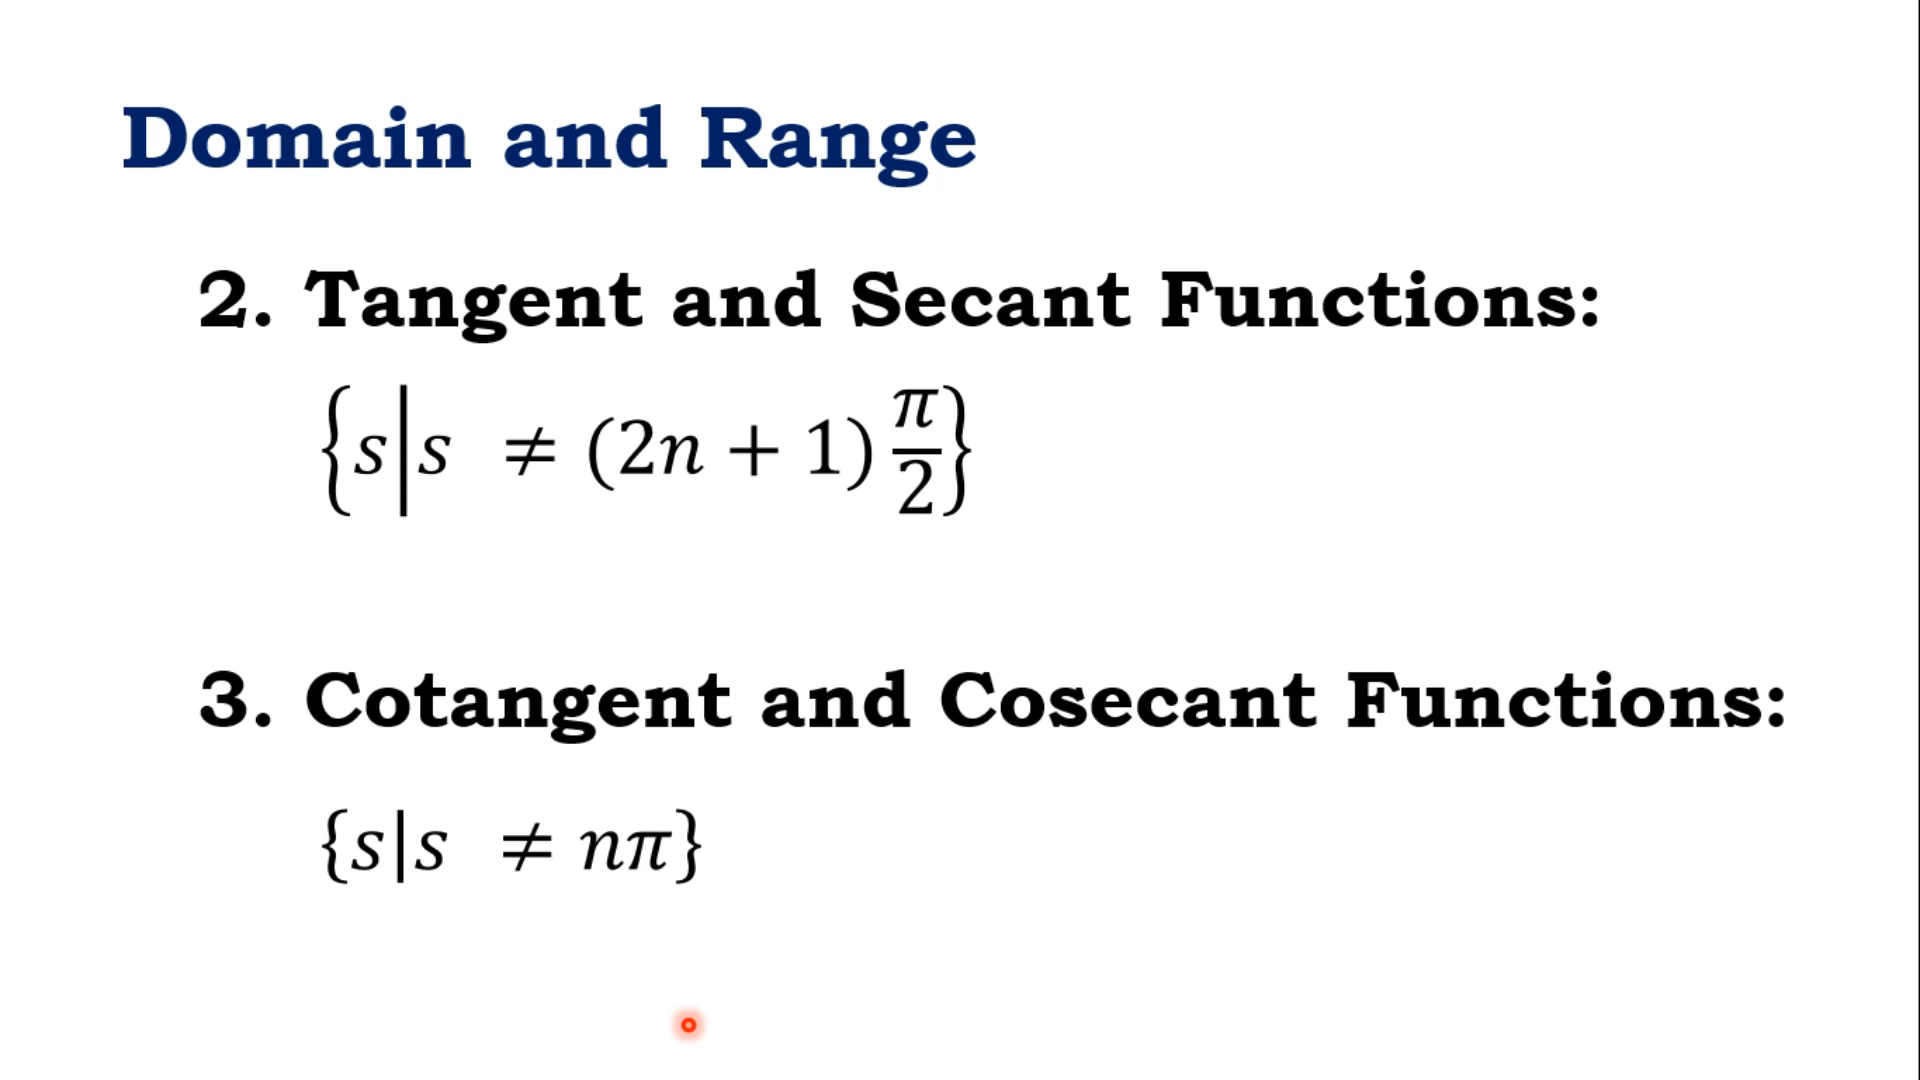 Domain and Range
2. Tangent and Secant Functions:
{s|s ≠ (2n + 1) π/2}
3. Cotangent and Cosecant Functions:
{s|s ≠ nπ}